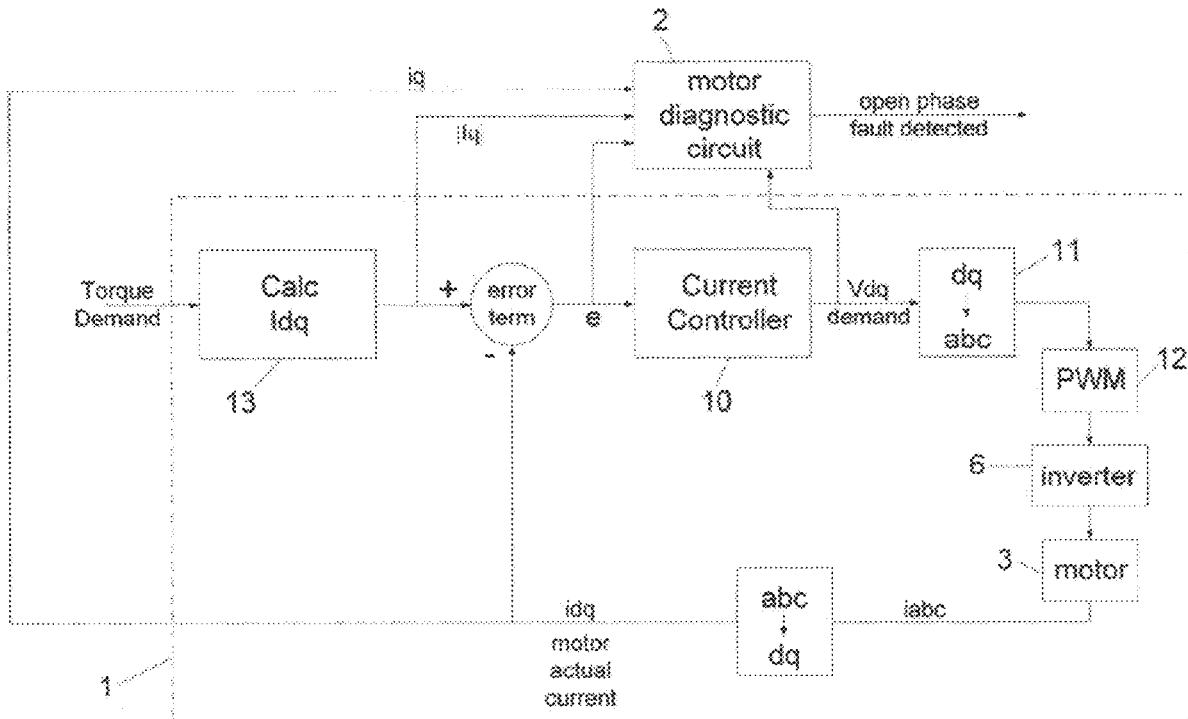 2
iq
motor
diagnostic
circuit
open phase
fault detected
Torque
Demand
Calc
Idq
13
+
-
error
term
e
Current
Controller
10
Vdq
demand
dq
abc
11
PWM
12
6
inverter
3
motor
iabc
abc
dq
idq
motor
actual
current
1